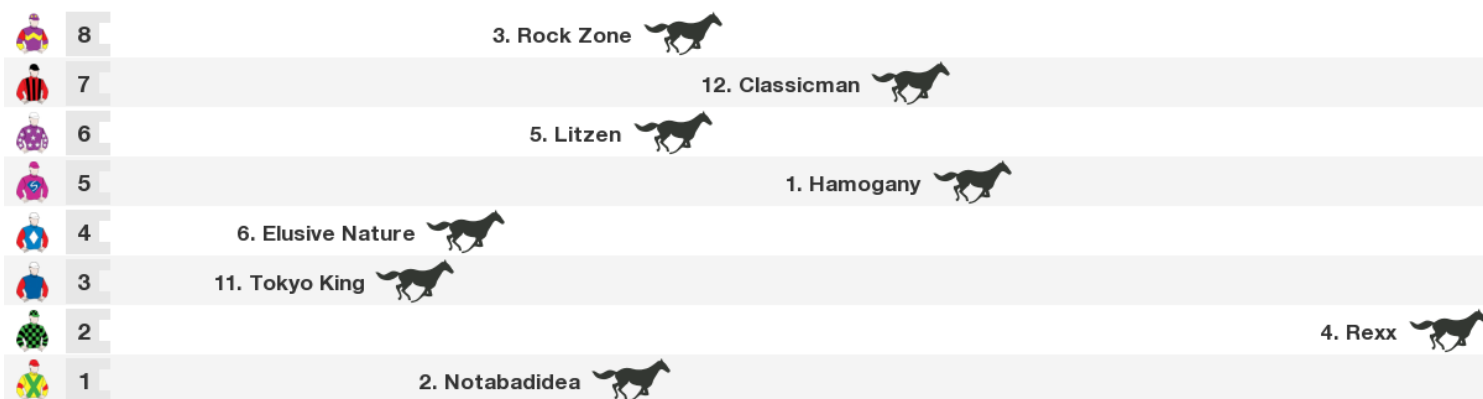 8 3. Rock Zone
7 12. Classicman
6 5. Litzen
5 1. Hamogany
4 6. Elusive Nature
3 11. Tokyo King
2 4. Rexx
1 2. Notabadidea